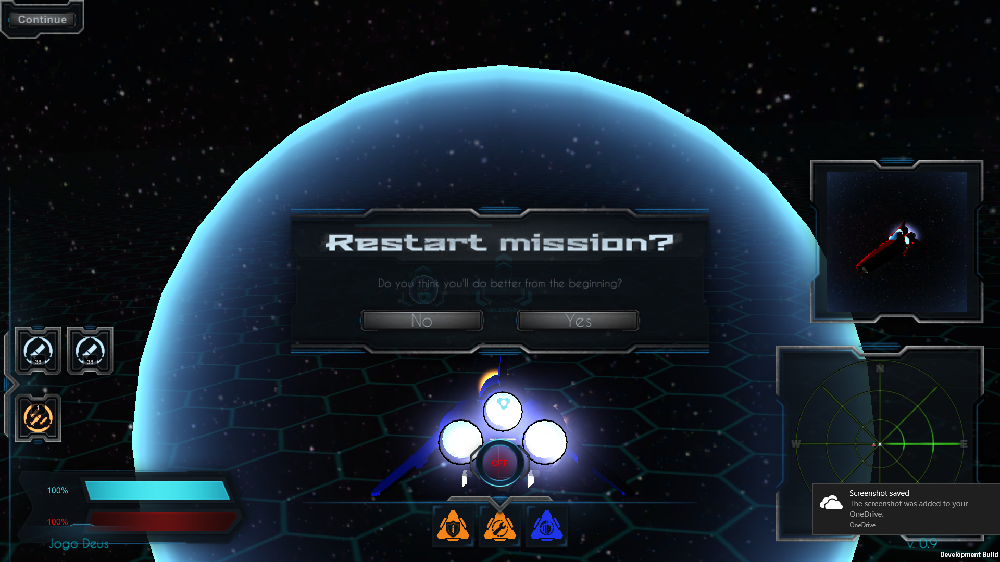 Continue
Restart mission?
Do you think you'll do better from the beginning?
No
Yes
38
38
1
N
W
E
OFF
100%
100%
Jogo Deus
Screenshot saved
The screenshot was added to your
OneDrive.
OneDrive
v. 0.9
Development Build